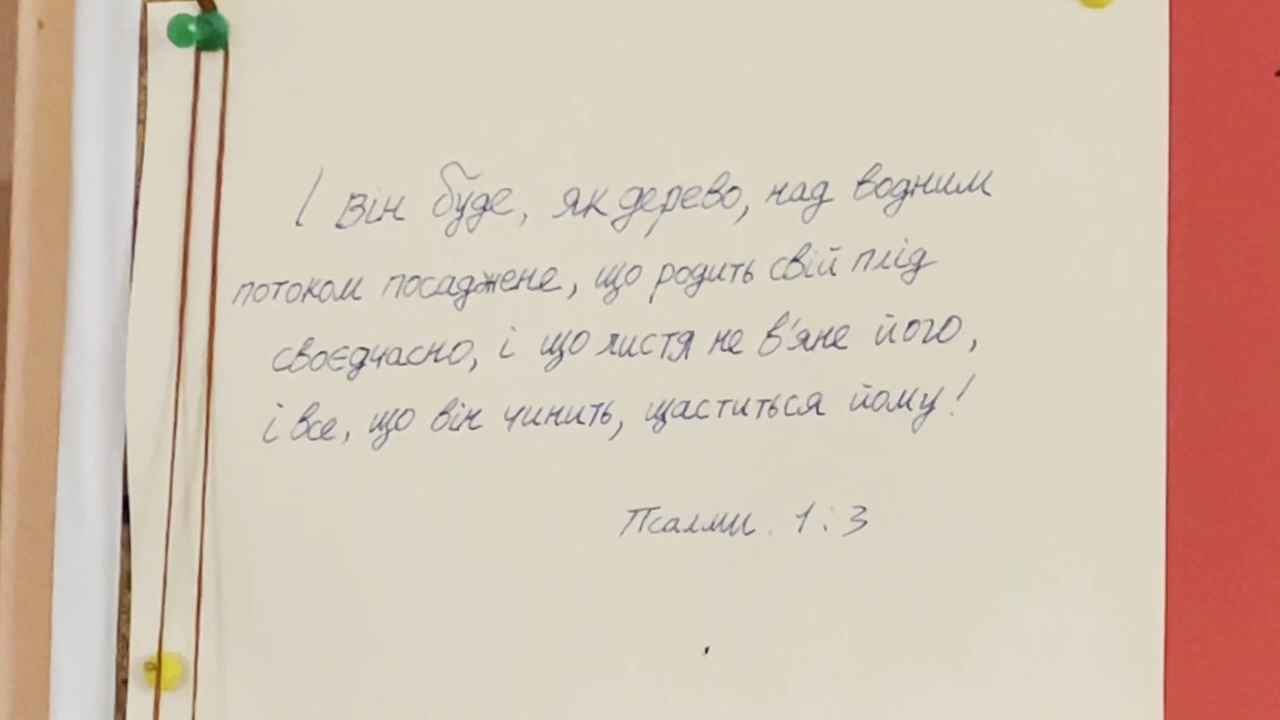 І він буде, як дерево, над водним
потоком посаджене, що родить свій плід
своєдчасно, і що листя не в'яне його,
і все, що він чинить, щаститься йому!
Псалми. 1:3